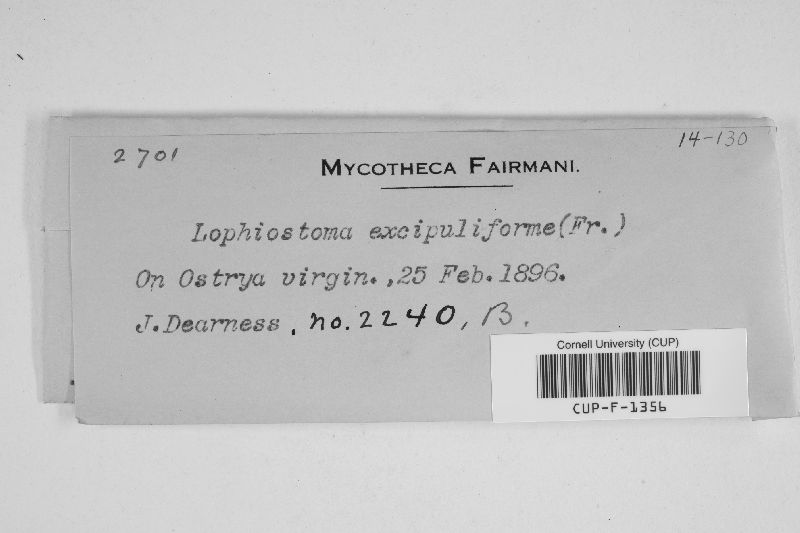 2701
14-130
MYCOTHECA FAIRMANI.
Lophiostoma excipuliforme(Fr.)
On Ostrya virgin.,25 Feb.1896.
J.Dearness, no.2240, B.
Cornell University (CUP)
CUP-F-1356